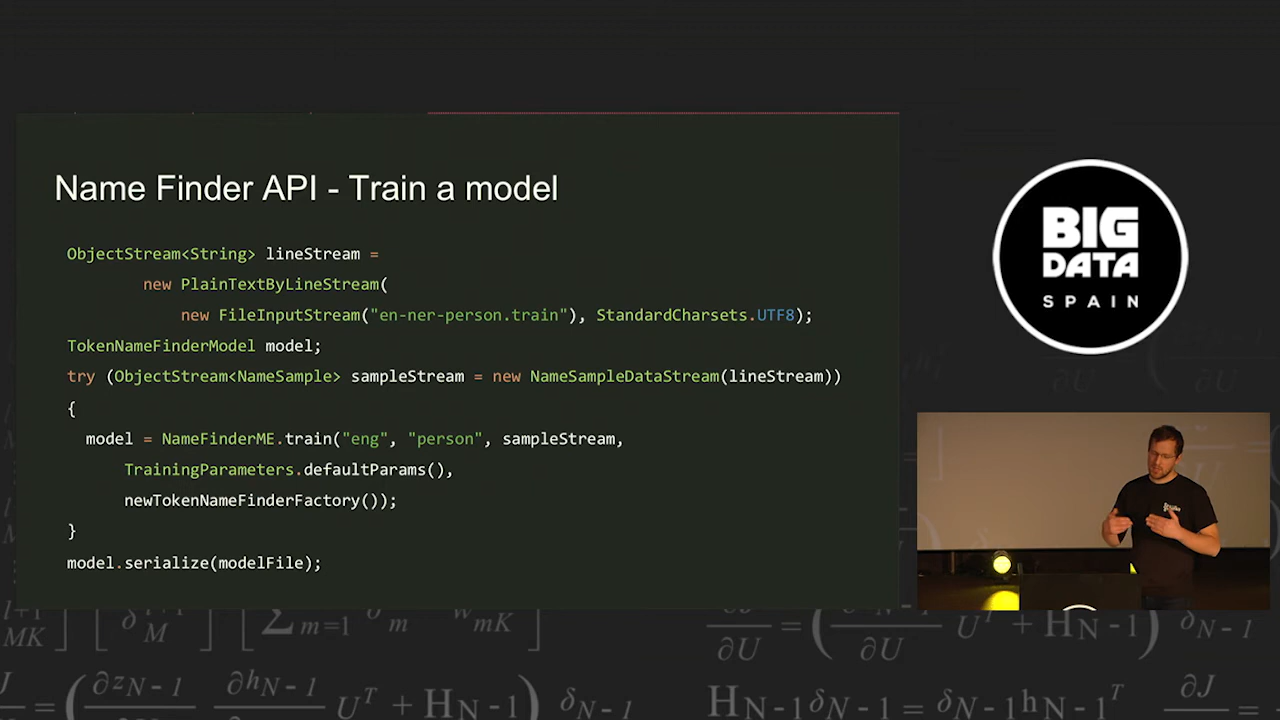 Name Finder API - Train a model
ObjectStream<String> lineStream =
new PlainTextByLineStream(
new FileInputStream("en-ner-person.train"), StandardCharsets.UTF8);
TokenNameFinderModel model;
try (ObjectStream<NameSample> sampleStream = new NameSampleDataStream(lineStream))
{
model = NameFinderME.train("eng", "person", sampleStream,
TrainingParameters.defaultParams(),
newTokenNameFinderFactory());
}
model.serialize(modelFile);
BIG
DATA
SPAIN